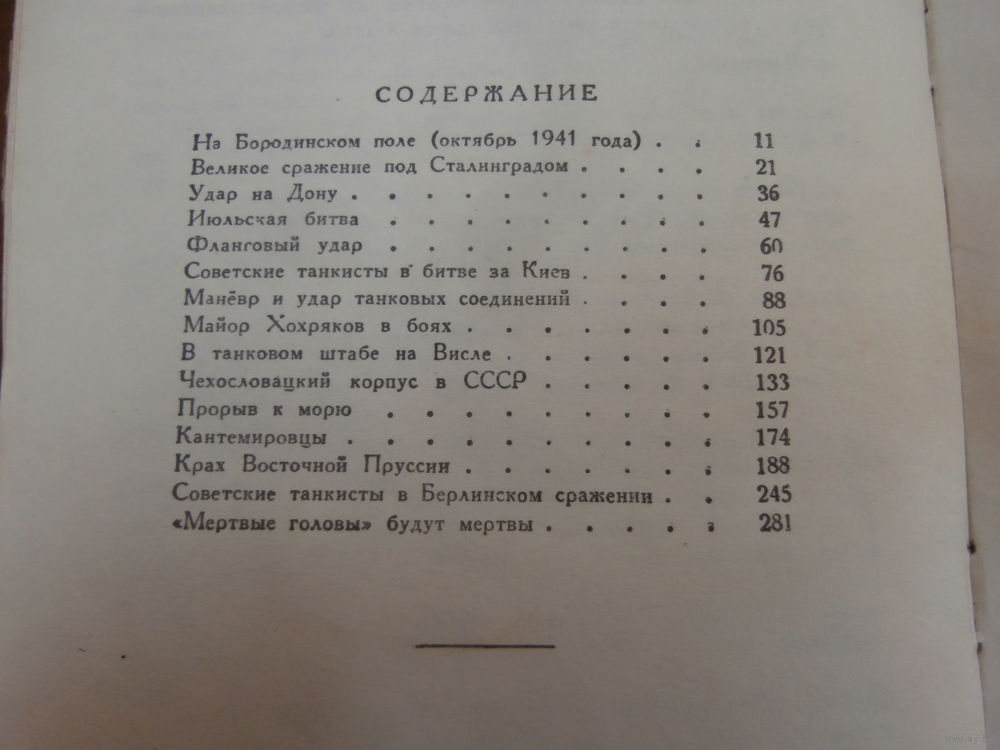 СОДЕРЖАНИЕ
На Бородинском поле (октябрь 1941 года) . . 11
Великое сражение под Сталинградом . . . . 21
Удар на Дону . . . . . . . . . . 36
Июльская битва . . . . . . . . . 47
Фланговый удар . . . . . . . . . 60
Советские танкисты в битве за Киев . . . . 76
Манёвр и удар танковых соединений . . . . 88
Майор Хохряков в боях . . . . . . . 105
В танковом штабе на Висле . . . . . . 121
Чехословацкий корпус в СССР . . . . . 133
Прорыв к морю . . . . . . . . . 157
Кантемировцы . . . . . . . . . . 174
Крах Восточной Пруссии . . . . . . . 188
Советские танкисты в Берлинском сражении . . 245
«Мертвые головы» будут мертвы . . . . . 281